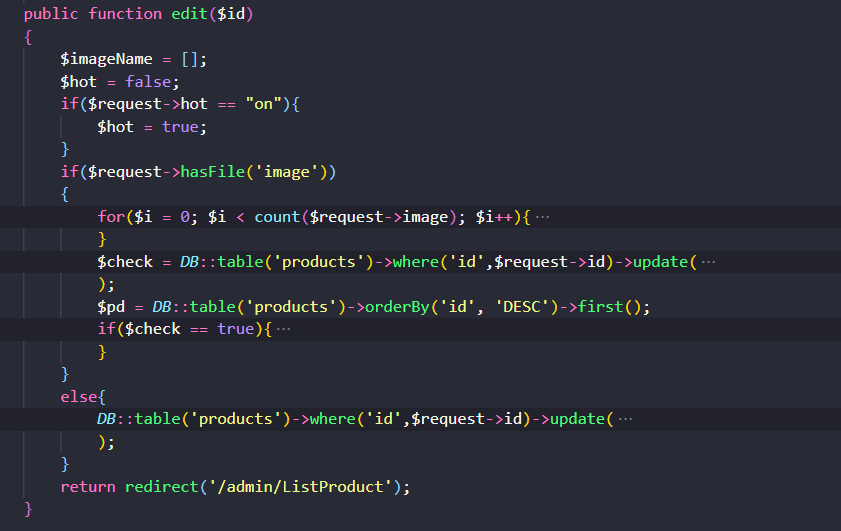 public function edit($id)
{
    $imageName = [];
    $hot = false;
    if($request->hot == "on"){
        $hot = true;
    }
    if($request->hasFile('image'))
    {
        for($i = 0; $i < count($request->image); $i++){ ⋯
        }
        $check = DB::table('products')->where('id',$request->id)->update( ⋯
        );
        $pd = DB::table('products')->orderBy('id', 'DESC')->first();
        if($check == true){ ⋯
        }
    }
    else{
        DB::table('products')->where('id',$request->id)->update( ⋯
        );
    }
    return redirect('/admin/ListProduct');
}